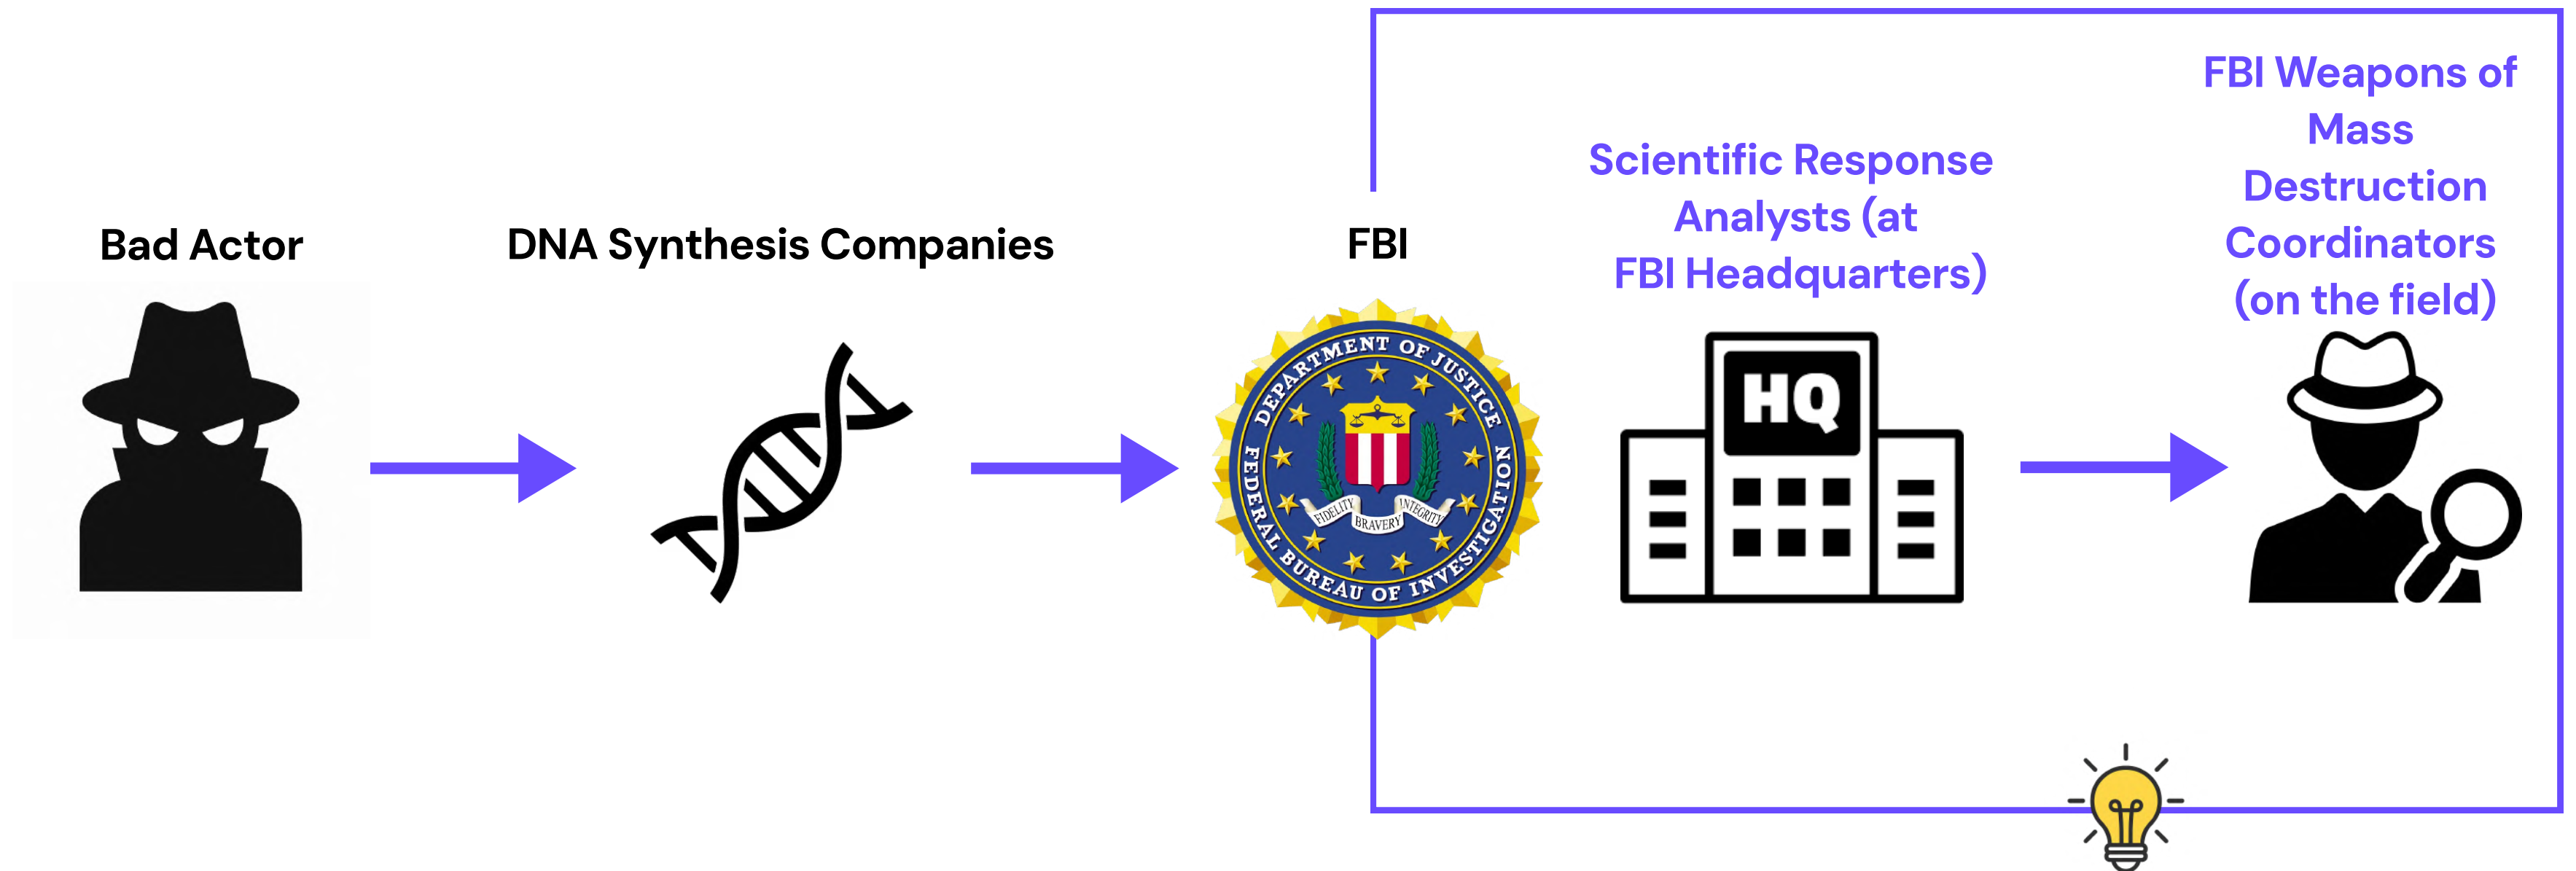 Bad Actor
DNA Synthesis Companies
FBI
DEPARTMENT OF JUSTICE
FEDERAL BUREAU OF INVESTIGATION
FIDELITY
BRAVERY
INTEGRITY
Scientific Response
Analysts (at
FBI Headquarters)
HQ
FBI Weapons of
Mass
Destruction
Coordinators
(on the field)